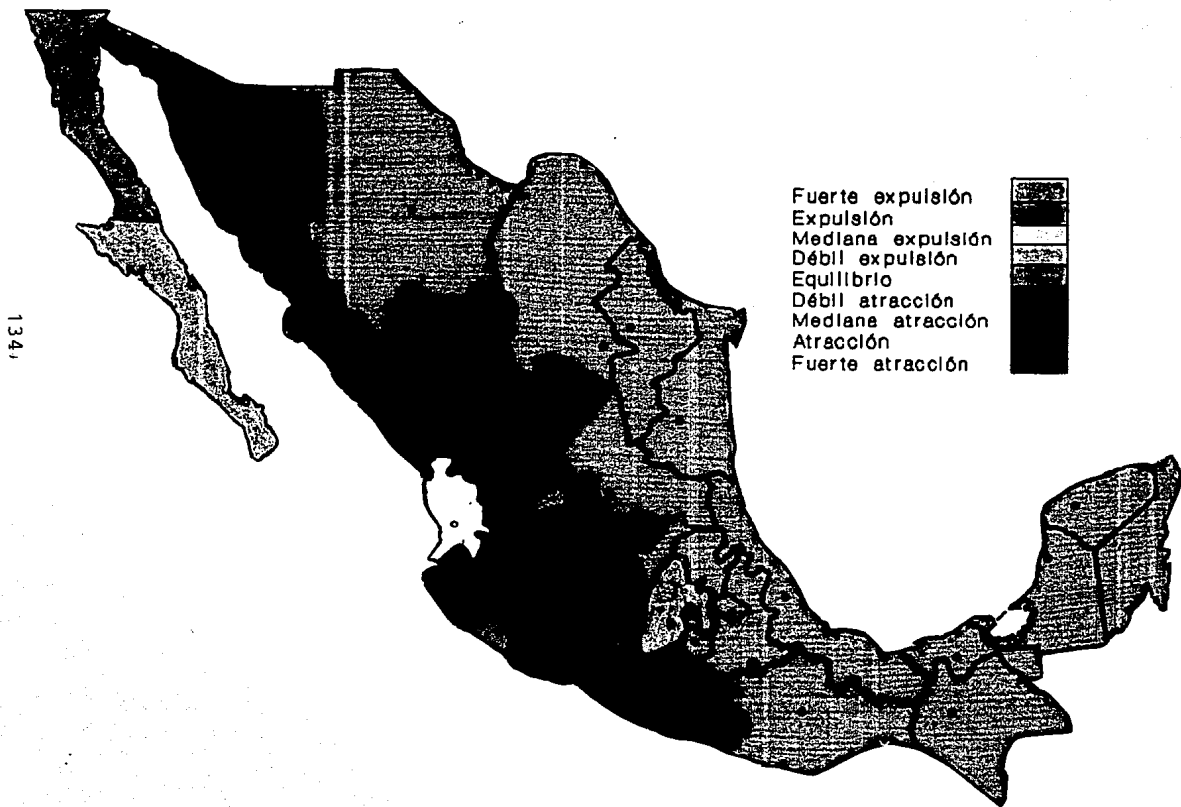 Fuerte expulsión
Expulsión
Mediana expulsión
Débil expulsión
Equilibrio
Débil atracción
Mediana atracción
Atracción
Fuerte atracción
134